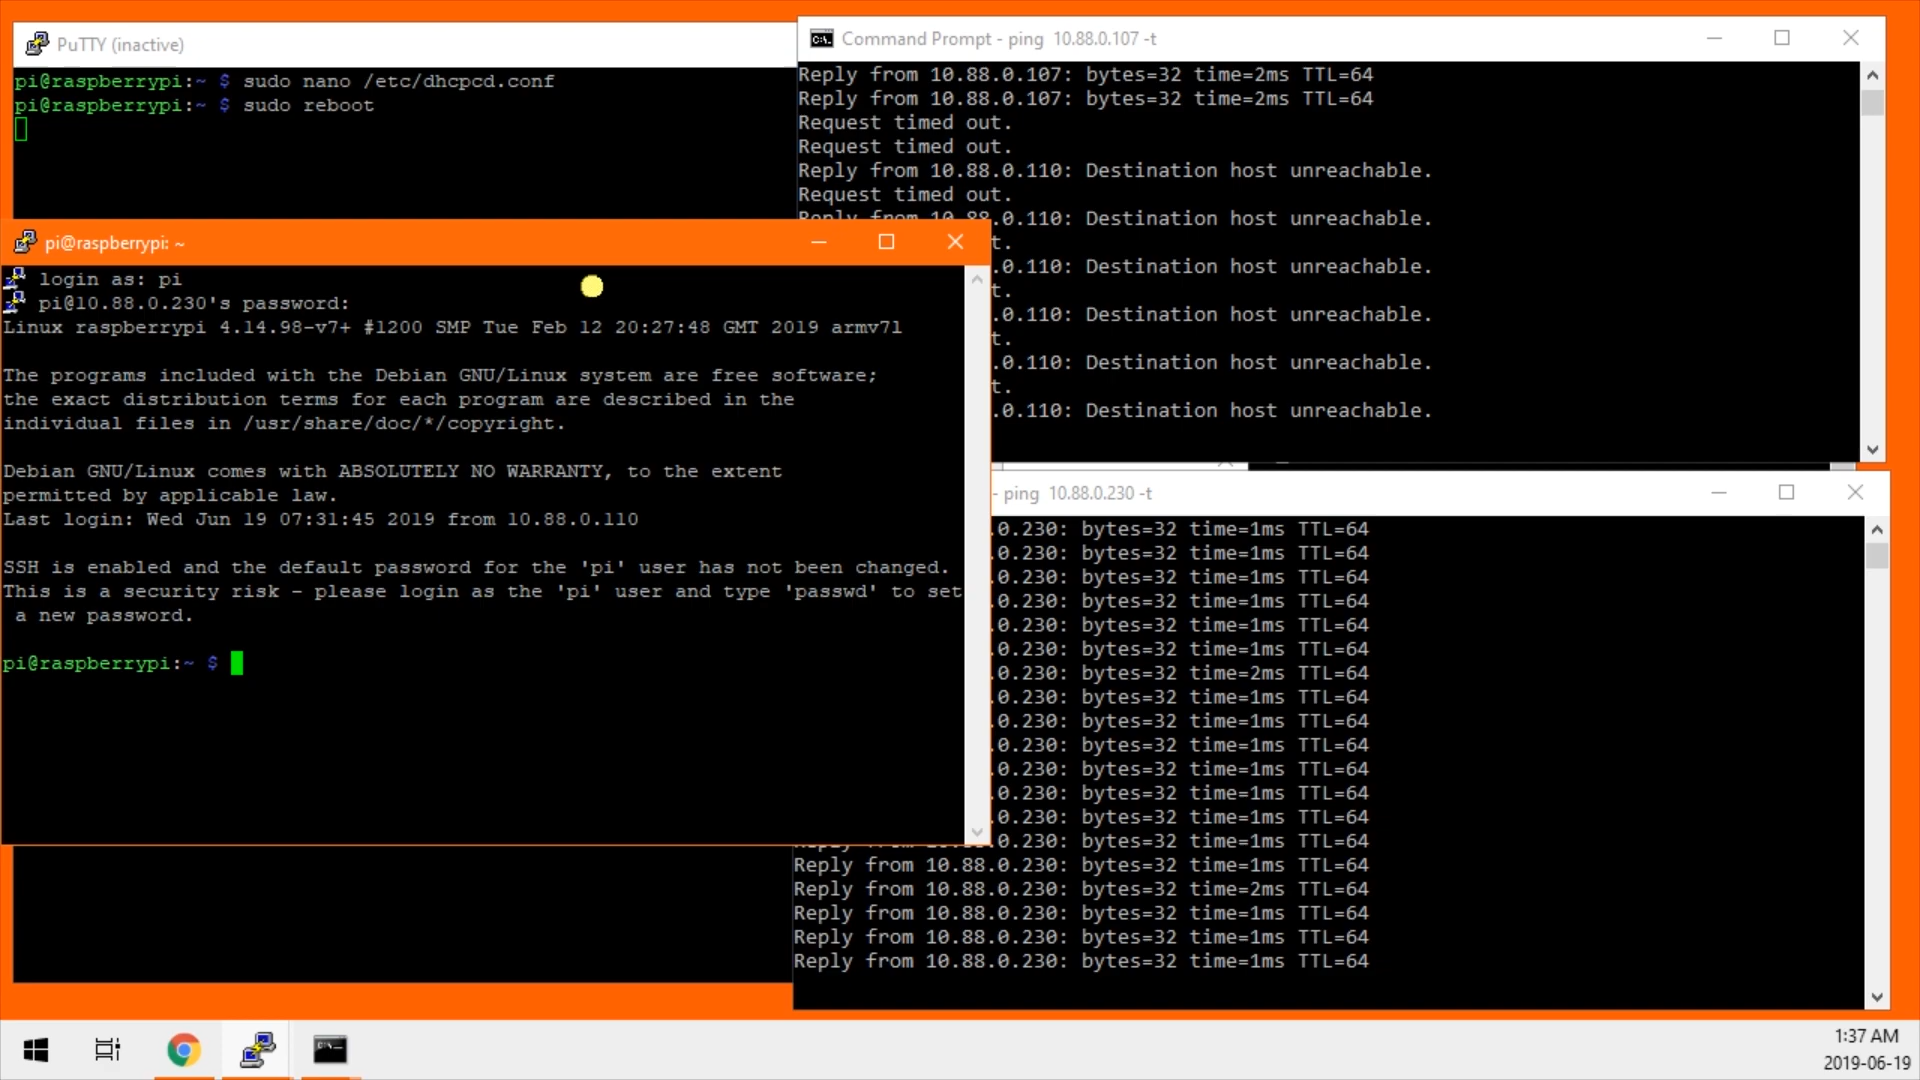 PuTTY (inactive)
pi@raspberrypi:~ $ sudo nano /etc/dhcpcd.conf
pi@raspberrypi:~ $ sudo reboot
Command Prompt - ping 10.88.0.107 -t
Reply from 10.88.0.107: bytes=32 time=2ms TTL=64
Reply from 10.88.0.107: bytes=32 time=2ms TTL=64
Request timed out.
Request timed out.
Reply from 10.88.0.110: Destination host unreachable.
Request timed out.
Reply from 10.88.0.110: Destination host unreachable.
t.
.0.110: Destination host unreachable.
t.
.0.110: Destination host unreachable.
t.
.0.110: Destination host unreachable.
t.
.0.110: Destination host unreachable.
pi@raspberrypi: ~
login as: pi
pi@10.88.0.230's password:
Linux raspberrypi 4.14.98-v7+ #1200 SMP Tue Feb 12 20:27:48 GMT 2019 armv7l
The programs included with the Debian GNU/Linux system are free software;
the exact distribution terms for each program are described in the
individual files in /usr/share/doc/*/copyright.
Debian GNU/Linux comes with ABSOLUTELY NO WARRANTY, to the extent
permitted by applicable law.
Last login: Wed Jun 19 07:31:45 2019 from 10.88.0.110
SSH is enabled and the default password for the 'pi' user has not been changed.
This is a security risk - please login as the 'pi' user and type 'passwd' to set
a new password.
pi@raspberrypi:~ $
- ping 10.88.0.230 -t
.0.230: bytes=32 time=1ms TTL=64
.0.230: bytes=32 time=1ms TTL=64
.0.230: bytes=32 time=1ms TTL=64
.0.230: bytes=32 time=1ms TTL=64
.0.230: bytes=32 time=1ms TTL=64
.0.230: bytes=32 time=1ms TTL=64
.0.230: bytes=32 time=2ms TTL=64
.0.230: bytes=32 time=1ms TTL=64
.0.230: bytes=32 time=1ms TTL=64
.0.230: bytes=32 time=1ms TTL=64
.0.230: bytes=32 time=1ms TTL=64
.0.230: bytes=32 time=1ms TTL=64
.0.230: bytes=32 time=1ms TTL=64
.0.230: bytes=32 time=1ms TTL=64
Reply from 10.88.0.230: bytes=32 time=1ms TTL=64
Reply from 10.88.0.230: bytes=32 time=2ms TTL=64
Reply from 10.88.0.230: bytes=32 time=1ms TTL=64
Reply from 10.88.0.230: bytes=32 time=1ms TTL=64
Reply from 10.88.0.230: bytes=32 time=1ms TTL=64
1:37 AM
2019-06-19